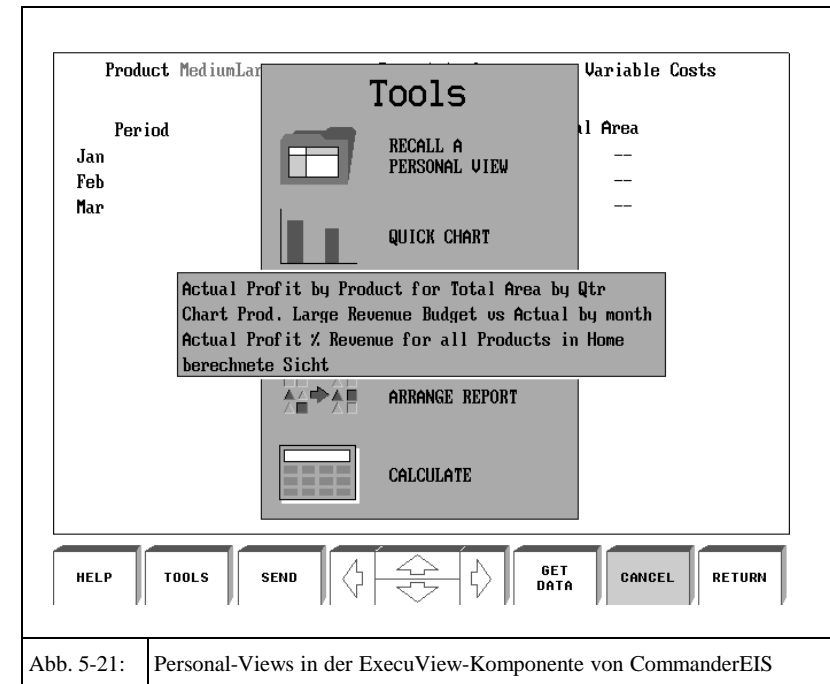 Product MediumLar Variable Costs
Tools
Period Area
RECALL A
PERSONAL VIEW
Jan --
Feb --
Mar --
QUICK CHART
Actual Profit by Product for Total Area by Qtr
Chart Prod. Large Revenue Budget vs Actual by month
Actual Profit % Revenue for all Products in Home
berechnete Sicht
ARRANGE REPORT
CALCULATE
HELP TOOLS SEND GET DATA CANCEL RETURN
Abb. 5-21: Personal-Views in der ExecuView-Komponente von CommanderEIS